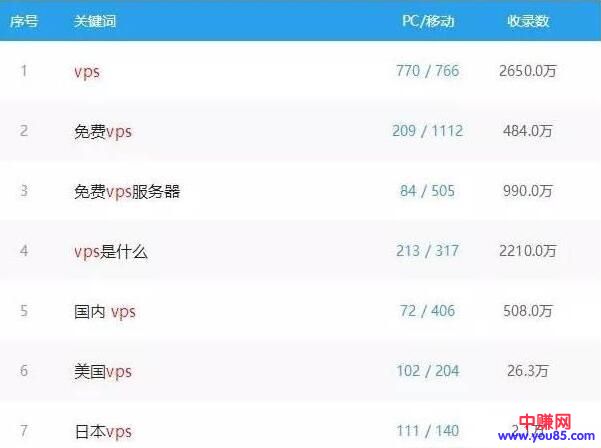 序号 关键词 PC/移动 收录数
1 vps 770 / 766 2650.0万
2 免费vps 209 / 1112 484.0万
3 免费vps服务器 84 / 505 990.0万
4 vps是什么 213 / 317 2210.0万
5 国内 vps 72 / 406 508.0万
6 美国vps 102 / 204 26.3万
7 日本vps 111 / 140
中赚网
www.you85.com